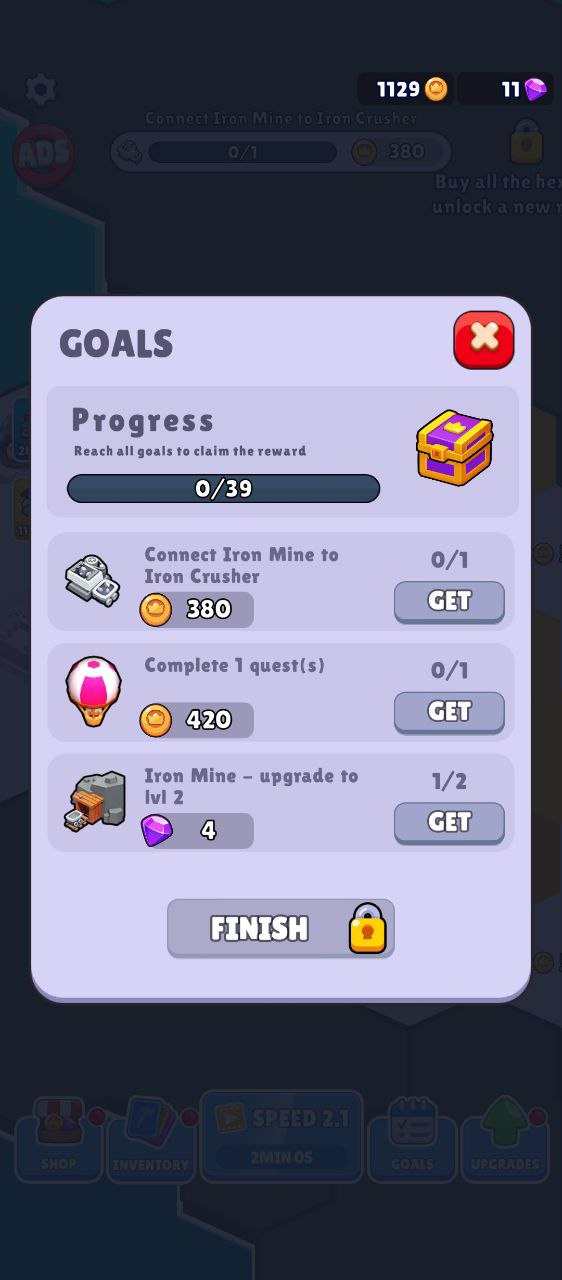 1129
11
Connect Iron Mine to Iron Crusher
ADS
0/1
380
Buy all the hex
unlock a new
GOALS
Progress
Reach all goals to claim the reward
0/39
Connect Iron Mine to
Iron Crusher
0/1
380
GET
Complete 1 quest(s)
0/1
420
GET
Iron Mine - upgrade to
lvl 2
1/2
4
GET
FINISH
SPEED 2.1
2MIN 0S
SHOP
INVENTORY
GOALS
UPGRADES